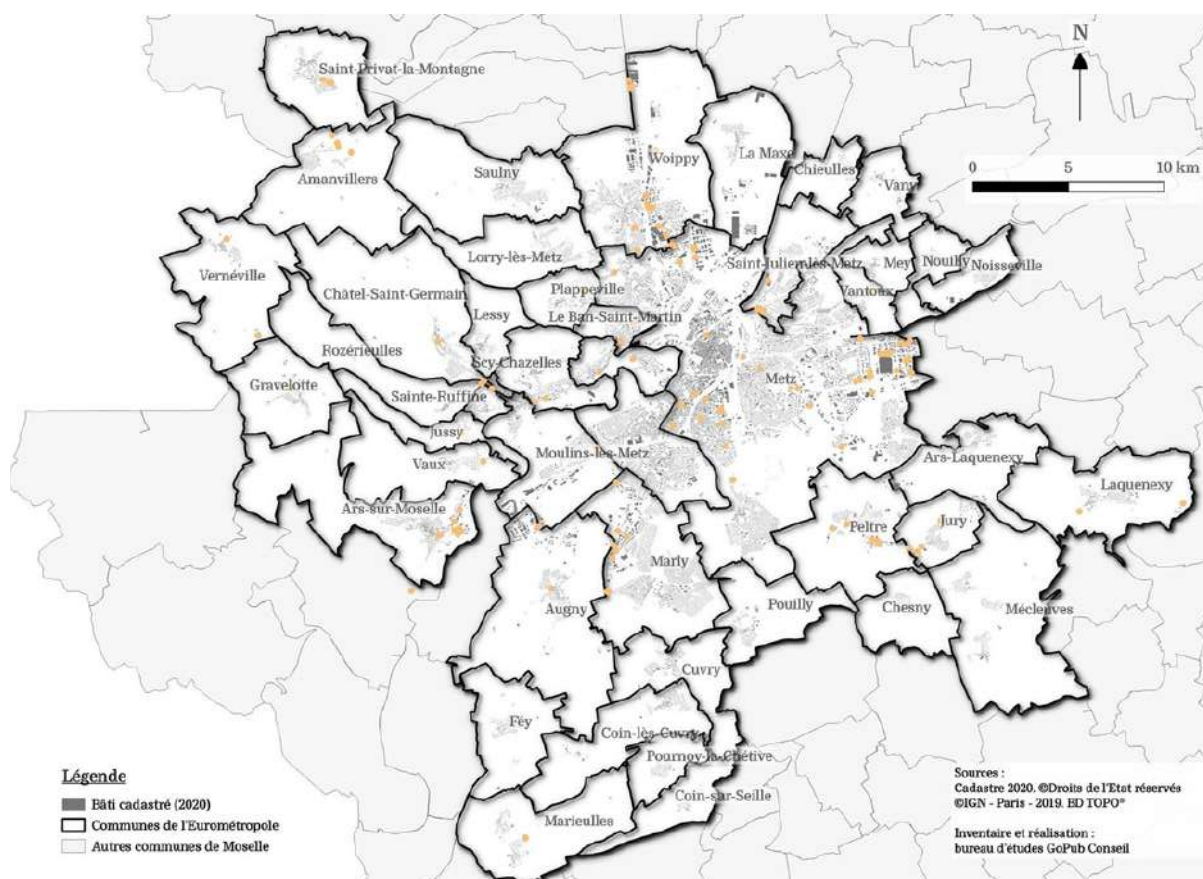 N
Saint-Privat-la-Montagne
0 5 10 km
Woippy
La Maxe
Chieulles
Vany
Saulny
Amanvillers
Lorry-lès-Metz
Saint-Julien-lès-Metz
Mey
Nouilly
Noisseville
Vernéville
Châtel-Saint-Germain
Plappeville
Vantoux
Lessy
Le Ban-Saint-Martin
Rozérieulles
Scy-Chazelles
Metz
Gravelotte
Sainte-Ruffine
Jussy
Moulins-lès-Metz
Ars-Laquenexy
Vaux
Laquenexy
Ars-sur-Moselle
Peltre
Jury
Marly
Augny
Pouilly
Chesny
Mécleuves
Cuvry
Féy
Coin-lès-Cuvry
Pournoy-la-Chétive
Coin-sur-Seille
Marieulles
Légende
Bâti cadastré (2020)
Communes de l'Eurométropole
Autres communes de Moselle
Sources :
Cadastre 2020. ©Droits de l'Etat réservés
©IGN - Paris - 2019. BD TOPO®
Inventaire et réalisation :
bureau d'études GoPub Conseil